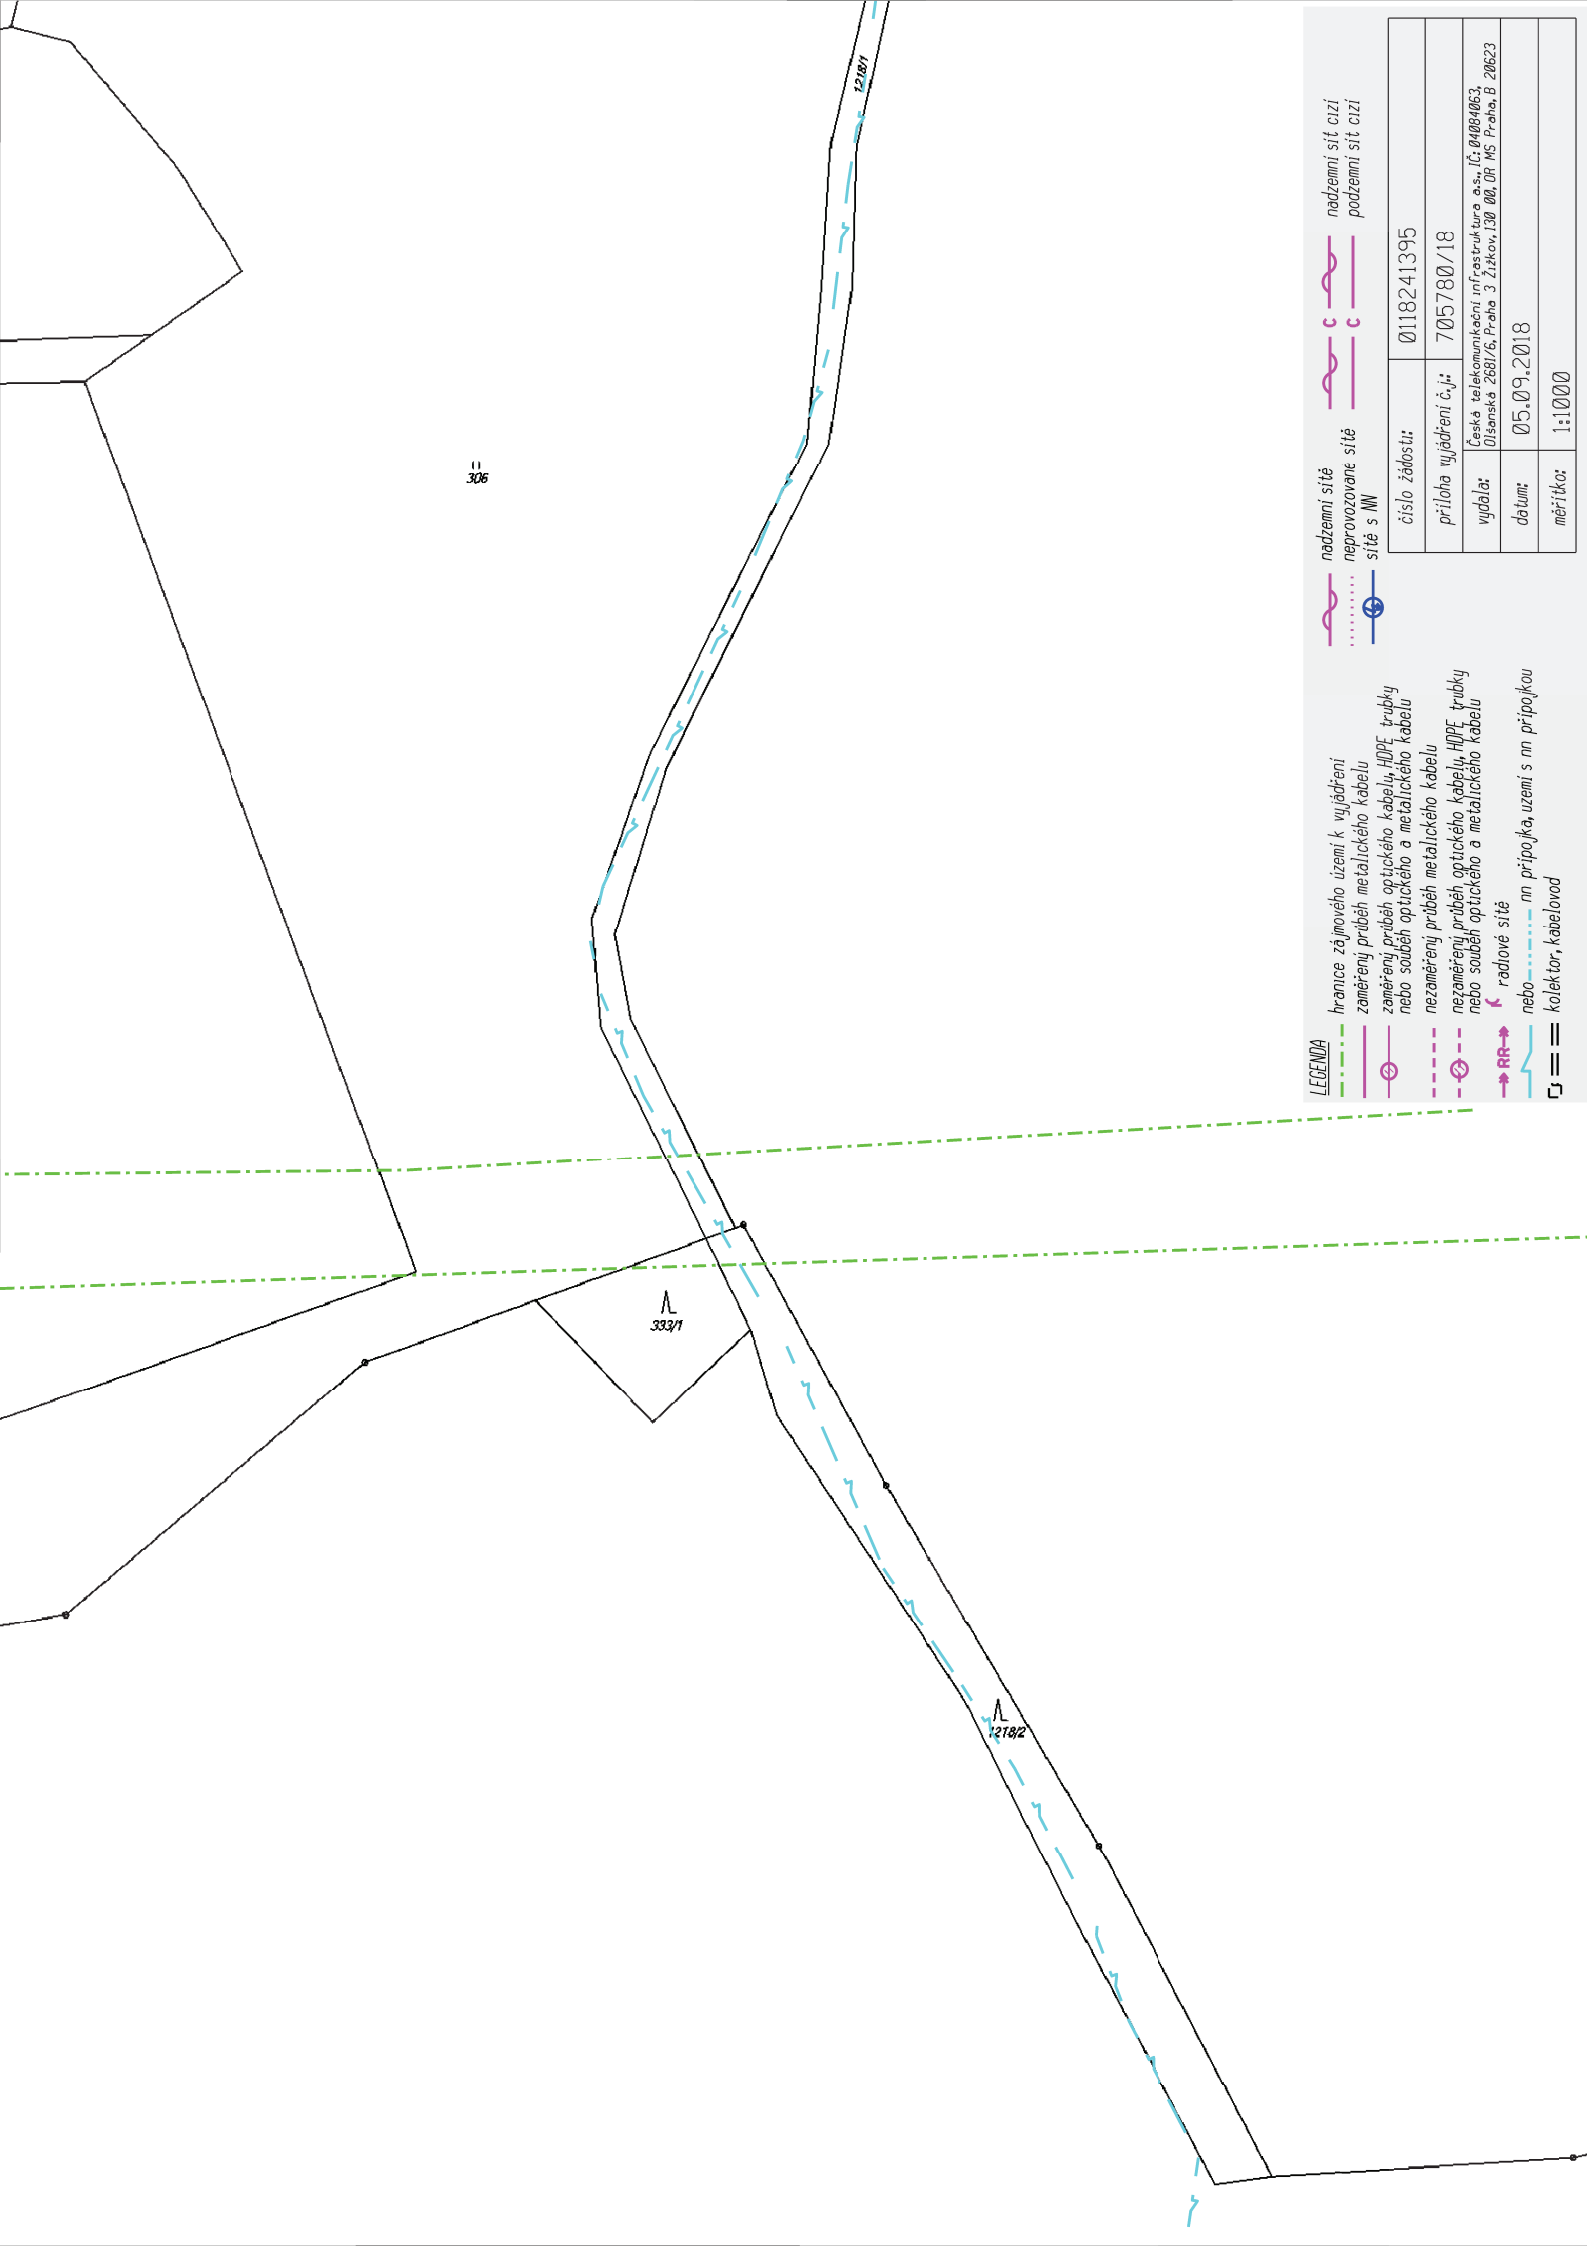 1218/1
306
333/1
1218/2
LEGENDA
hranice zájmového území k vyjádření
zaměřený průběh metalického kabelu
zaměřený průběh optického kabelu, HDPE trubky
nebo souběh optického a metalického kabelu
nezaměřený průběh metalického kabelu
nezaměřený průběh optického kabelu, HDPE trubky
nebo souběh optického a metalického kabelu
RR radiové sítě
nebo nn přípojka, území s nn přípojkou
kolektor, kabelovod
nadzemní sítě
neprovozované sítě
sítě s NN
C nadzemní síť cizí
C podzemní síť cizí
číslo žádosti: 0118241395
příloha vyjádření č.j.: 705780/18
vydala: Česká telekomunikační infrastruktura a.s., IČ: 04084063,
Olšanská 2681/6, Praha 3 Žižkov, 130 00, OR MS Praha, B 20623
datum: 05.09.2018
měřítko: 1:1000